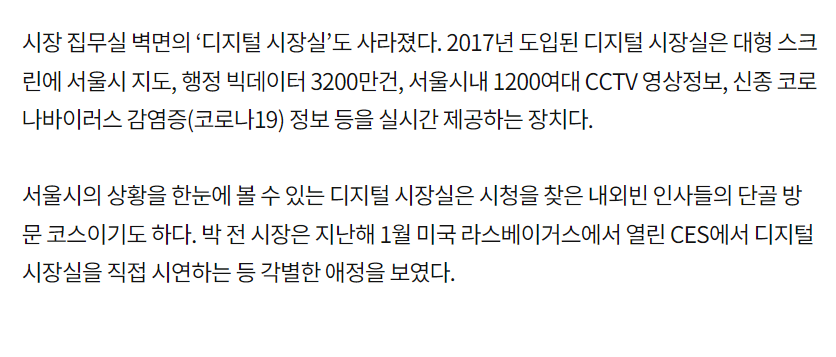 시장 집무실 벽면의 ‘디지털 시장실’도 사라졌다. 2017년 도입된 디지털 시장실은 대형 스크
린에 서울시 지도, 행정 빅데이터 3200만건, 서울시내 1200여대 CCTV 영상정보, 신종 코로
나바이러스 감염증(코로나19) 정보 등을 실시간 제공하는 장치다.
서울시의 상황을 한눈에 볼 수 있는 디지털 시장실은 시청을 찾은 내외빈 인사들의 단골 방
문 코스이기도 하다. 박 전 시장은 지난해 1월 미국 라스베이거스에서 열린 CES에서 디지털
시장실을 직접 시연하는 등 각별한 애정을 보였다.